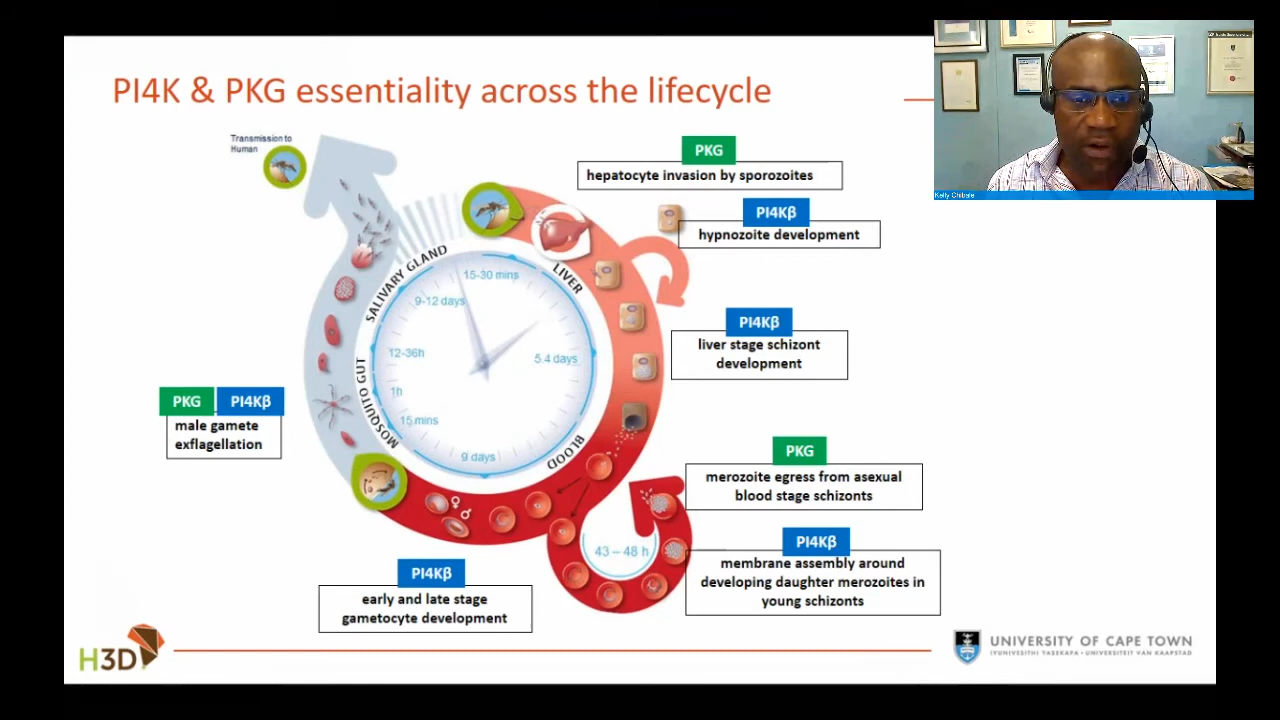 PI4K & PKG essentiality across the lifecycle
Kelly Chibale
Transmission to
Human
PKG
hepatocyte invasion by sporozoites
PI4Kβ
hypnozoite development
PI4Kβ
liver stage schizont
development
PKG
merozoite egress from asexual
blood stage schizonts
PI4Kβ
membrane assembly around
developing daughter merozoites in
young schizonts
PI4Kβ
early and late stage
gametocyte development
PKG PI4Kβ
male gamete
exflagellation
SALIVARY GLAND
LIVER
BLOOD
MOSQUITO GUT
15-30 mins
5.4 days
9 days
15 mins
1h
12-36h
9-12 days
43 – 48 h
♀
♂
H3D
UNIVERSITY OF CAPE TOWN
IYUNIVESITHI YASEKAPA • UNIVERSITEIT VAN KAAPSTAD